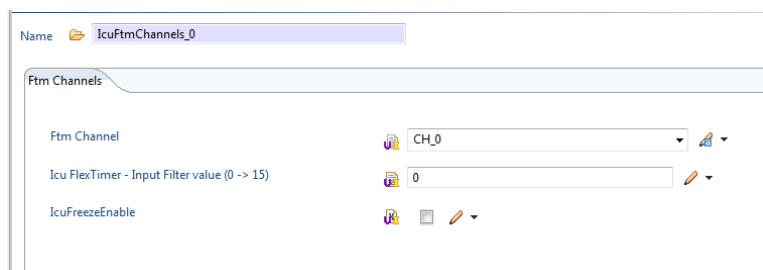 Name IcuFtmChannels_0
Ftm Channels
Ftm Channel CH_0
Icu FlexTimer - Input Filter value (0 -> 15) 0
IcuFreezeEnable